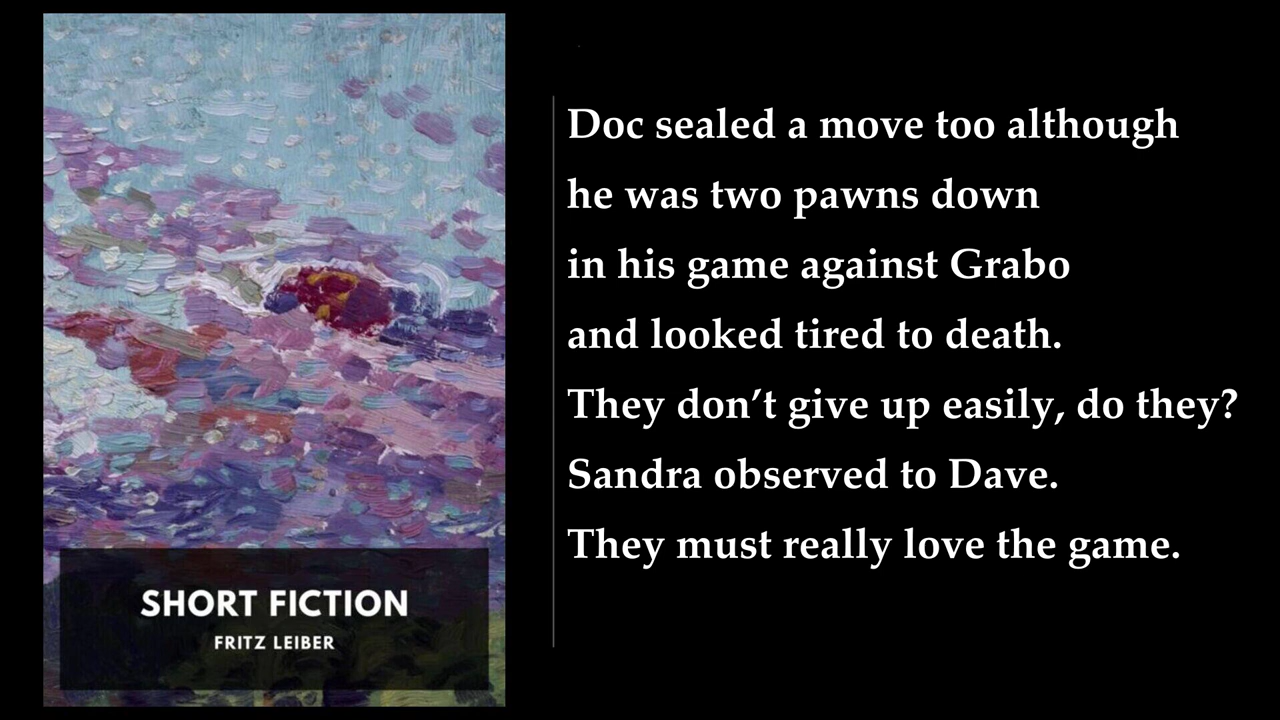 Doc sealed a move too although
he was two pawns down
in his game against Grabo
and looked tired to death.
They don’t give up easily, do they?
Sandra observed to Dave.
They must really love the game.
SHORT FICTION
FRITZ LEIBER